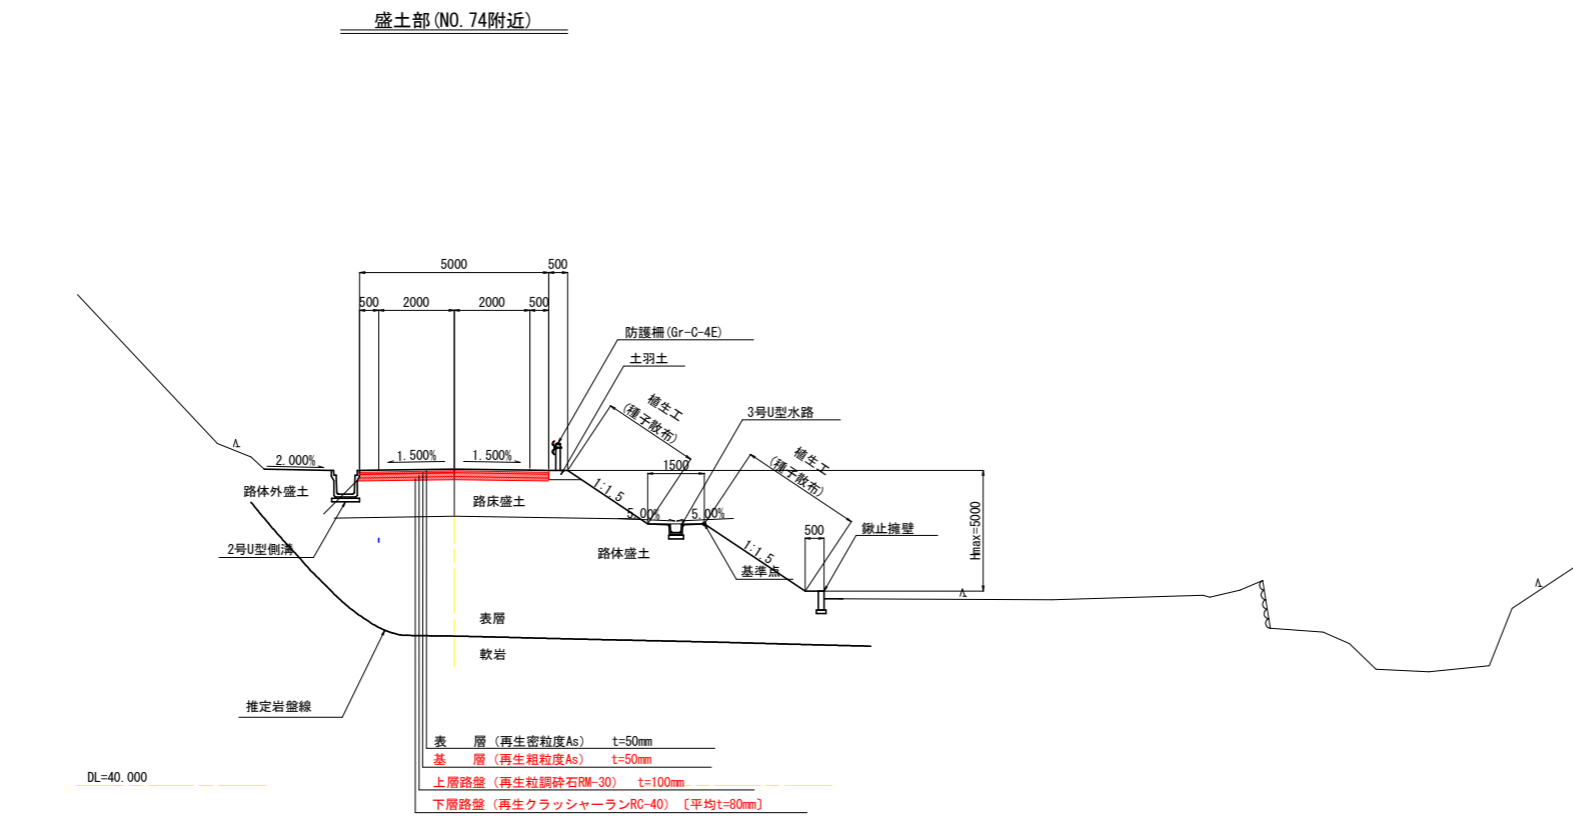 盛土部(NO.74附近)
5000
500
500
2000
2000
500
防護柵(Gr-C-4E)
土羽土
植生工
(種子散布)
3号U型水路
植生工
(種子散布)
2.000%
1.500%
1.500%
1500
路体外盛土
路床盛土
1:1.5
5.00%
5.00%
500
鍬止擁壁
Hmax=5000
2号U型側溝
路体盛土
1:1.5
基準点
表層
軟岩
推定岩盤線
表 層 (再生密粒度As) t=50mm
基 層 (再生粗粒度As) t=50mm
DL=40.000
上層路盤 (再生粒調砕石RM-30) t=100mm
下層路盤 (再生クラッシャーランRC-40) 〔平均t=80mm〕